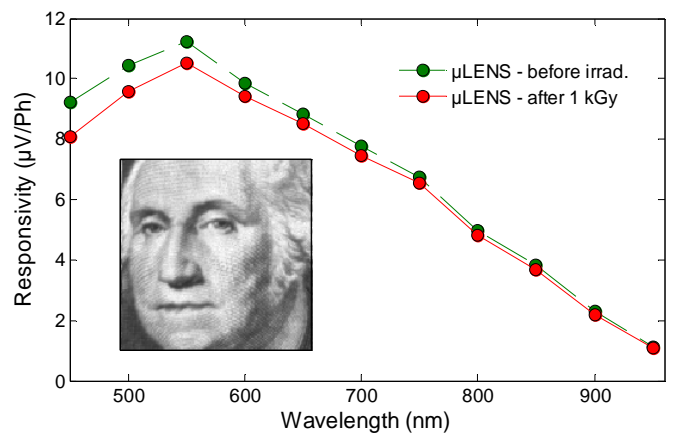 12
10
8
6
4
2
0
Responsivity (µV/Ph)
µLENS - before irrad.
µLENS - after 1 kGy
500 600 700 800 900
Wavelength (nm)